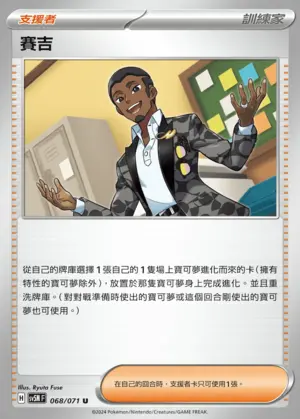 支援者
訓練家
賽吉
從自己的牌庫選擇1張自己的1隻場上寶可夢進化而來的卡(擁有
特性的寶可夢除外),放置於那隻寶可夢身上完成進化。並且重
洗牌庫。(對對戰準備時使出的寶可夢或這個回合剛使出的寶可
夢也可使用。)
Illus. Ryuta Fuse
在自己的回合時,支援者卡只可使用1張。
H SV5N F 068/071 U
©2024 Pokémon/Nintendo/Creatures/GAME FREAK.